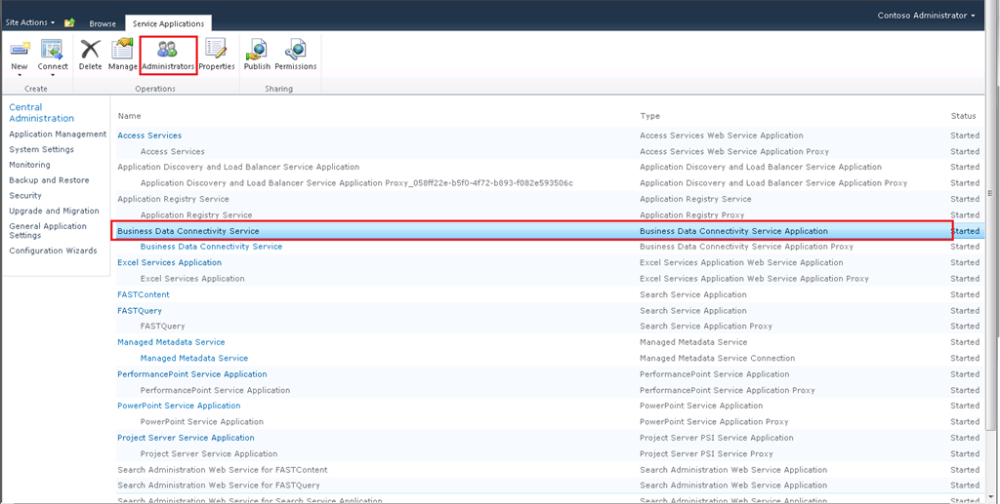 Site Actions Browse Service Applications Contoso Administrator
New Connect Delete Manage Administrators Properties Publish Permissions
Create Operations Sharing
Central
Administration
Application Management
System Settings
Monitoring
Backup and Restore
Security
Upgrade and Migration
General Application
Settings
Configuration Wizards
Name Type Status
Access Services Access Services Web Service Application Started
Access Services Access Services Web Service Application Proxy Started
Application Discovery and Load Balancer Service Application Application Discovery and Load Balancer Service Application Started
Application Discovery and Load Balancer Service Application Proxy_058ff22e-b5f0-4f72-b893-f082e593506c Application Discovery and Load Balancer Service Application Proxy Started
Application Registry Service Application Registry Service Started
Application Registry Service Application Registry Proxy Started
Business Data Connectivity Service Business Data Connectivity Service Application Started
Business Data Connectivity Service Business Data Connectivity Service Application Proxy Started
Excel Services Application Excel Services Application Web Service Application Started
Excel Services Application Excel Services Application Web Service Application Proxy Started
FASTContent Search Service Application Started
FASTQuery Search Service Application Started
FASTQuery Search Service Application Proxy Started
Managed Metadata Service Managed Metadata Service Started
Managed Metadata Service Managed Metadata Service Connection Started
PerformancePoint Service Application PerformancePoint Service Application Started
PerformancePoint Service Application PerformancePoint Service Application Proxy Started
PowerPoint Service Application PowerPoint Service Application Started
PowerPoint Service Application PowerPoint Service Application Proxy Started
Project Server Service Application Project Server PSI Service Application Started
Project Server Service Application Project Server PSI Service Proxy Started
Search Administration Web Service for FASTContent Search Administration Web Service Application Started
Search Administration Web Service for FASTQuery Search Administration Web Service Application Started
Search Administration Web Service for Search Service Application Search Administration Web Service Application Started